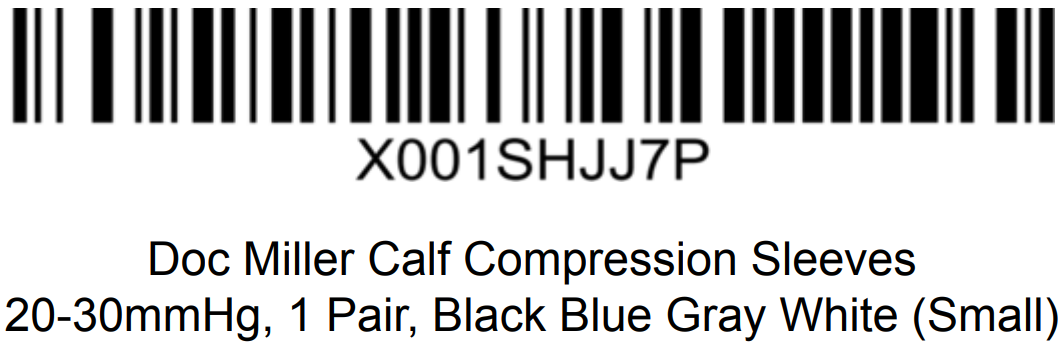 X001SHJJ7P
Doc Miller Calf Compression Sleeves
20-30mmHg, 1 Pair, Black Blue Gray White (Small)